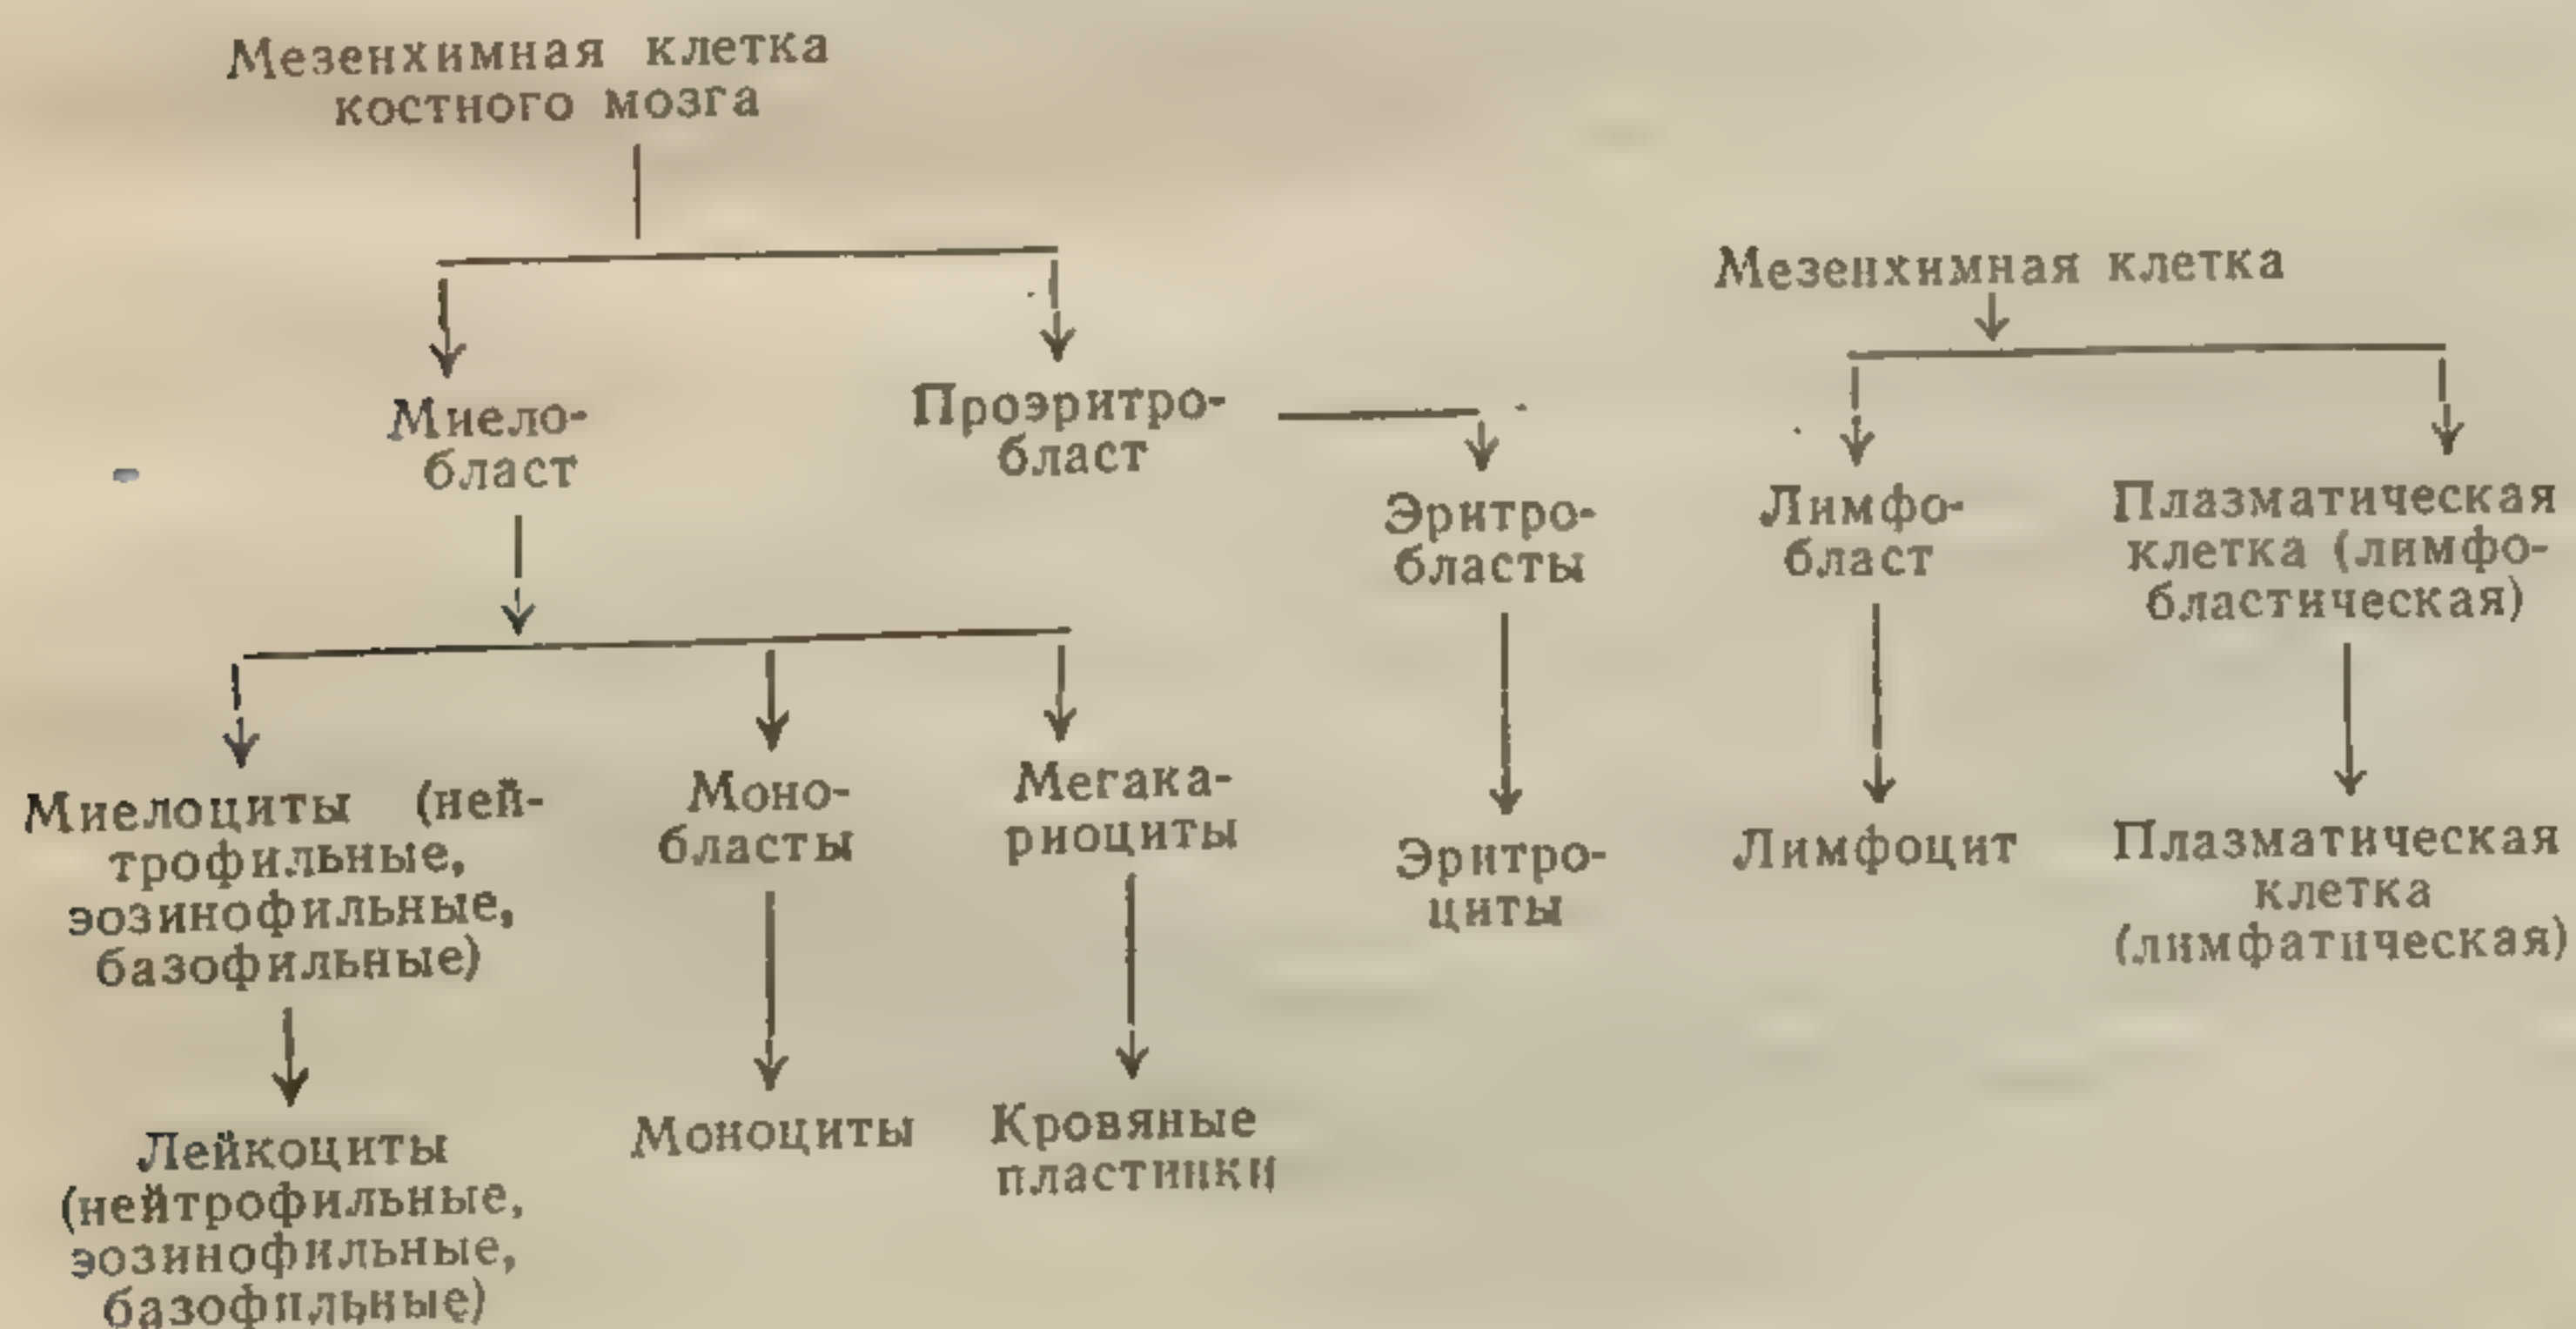 Мезенхимная клетка
костного мозга
Мезенхимная клетка
Миело-
бласт
Проэритро-
бласт
Эритро-
бласты
Лимфо-
бласт
Плазматическая
клетка (лимфо-
бластическая)
Миелоциты (ней-
трофильные,
эозинофильные,
базофильные)
Моно-
бласты
Мегака-
риоциты
Эритро-
циты
Лимфоцит
Плазматическая
клетка
(лимфатическая)
Лейкоциты
(нейтрофильные,
эозинофильные,
базофильные)
Моноциты
Кровяные
пластинки